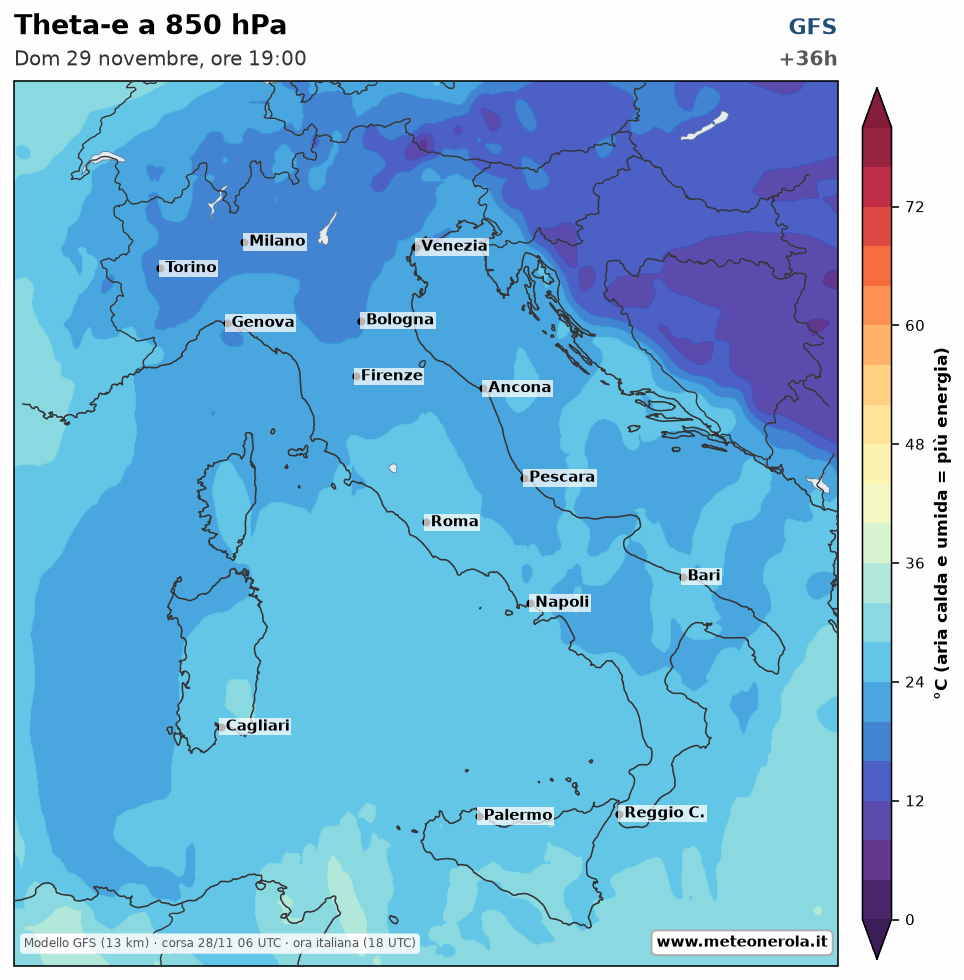 Theta-e a 850 hPa
GFS
Dom 29 novembre, ore 19:00
+36h
Milano
Venezia
Torino
Genova
Bologna
Firenze
Ancona
Pescara
Roma
Bari
Napoli
Cagliari
Palermo
Reggio C.
72
60
48
36
24
12
0
°C (aria calda e umida = più energia)
Modello GFS (13 km) · corsa 28/11 06 UTC · ora italiana (18 UTC)
www.meteonerola.it